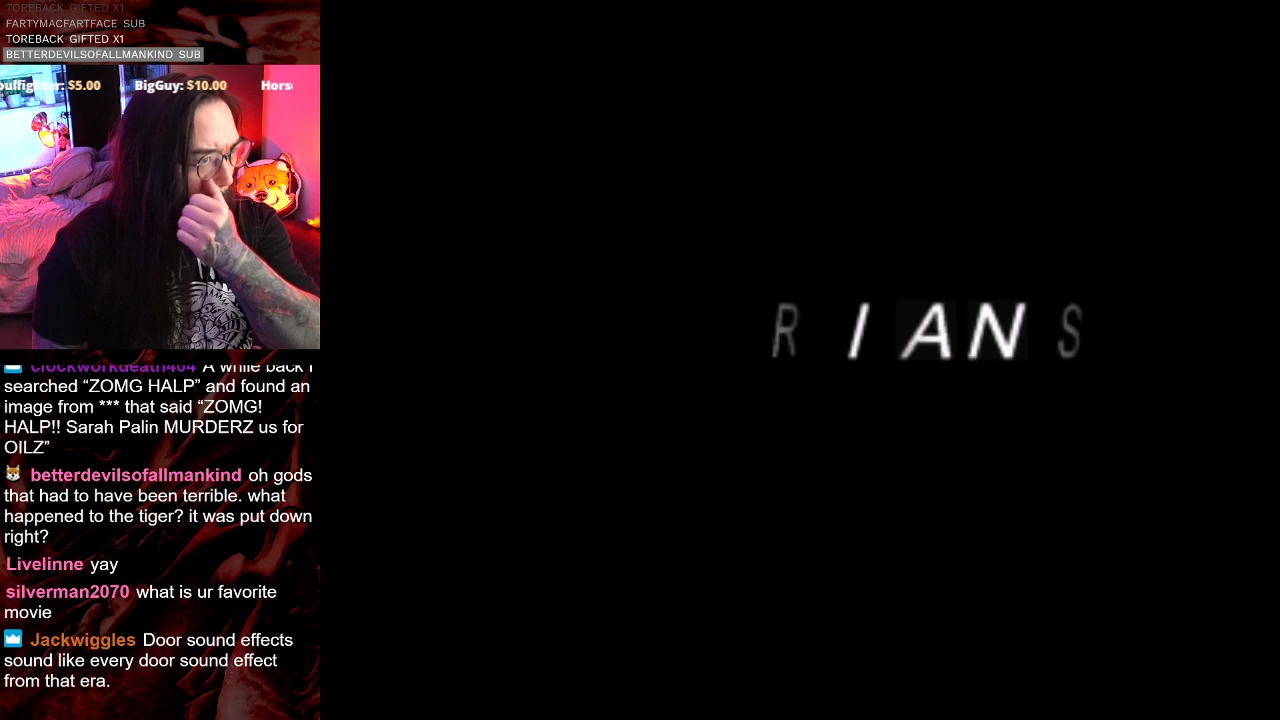 TOREBACK GIFTED X1
FARTYMACFARTFACE SUB
TOREBACK GIFTED X1
BETTERDEVILSOFALLMANKIND SUB
$5.00 BigGuy: $10.00
clockworkdeath404 A while back I
searched “ZOMG HALP” and found an
image from *** that said “ZOMG!
HALP!! Sarah Palin MURDERZ us for
OILZ”
betterdevilsofallmankind oh gods
that had to have been terrible. what
happened to the tiger? it was put down
right?
Livelinne yay
silverman2070 what is ur favorite
movie
Jackwiggles Door sound effects
sound like every door sound effect
from that era.
R I A N S